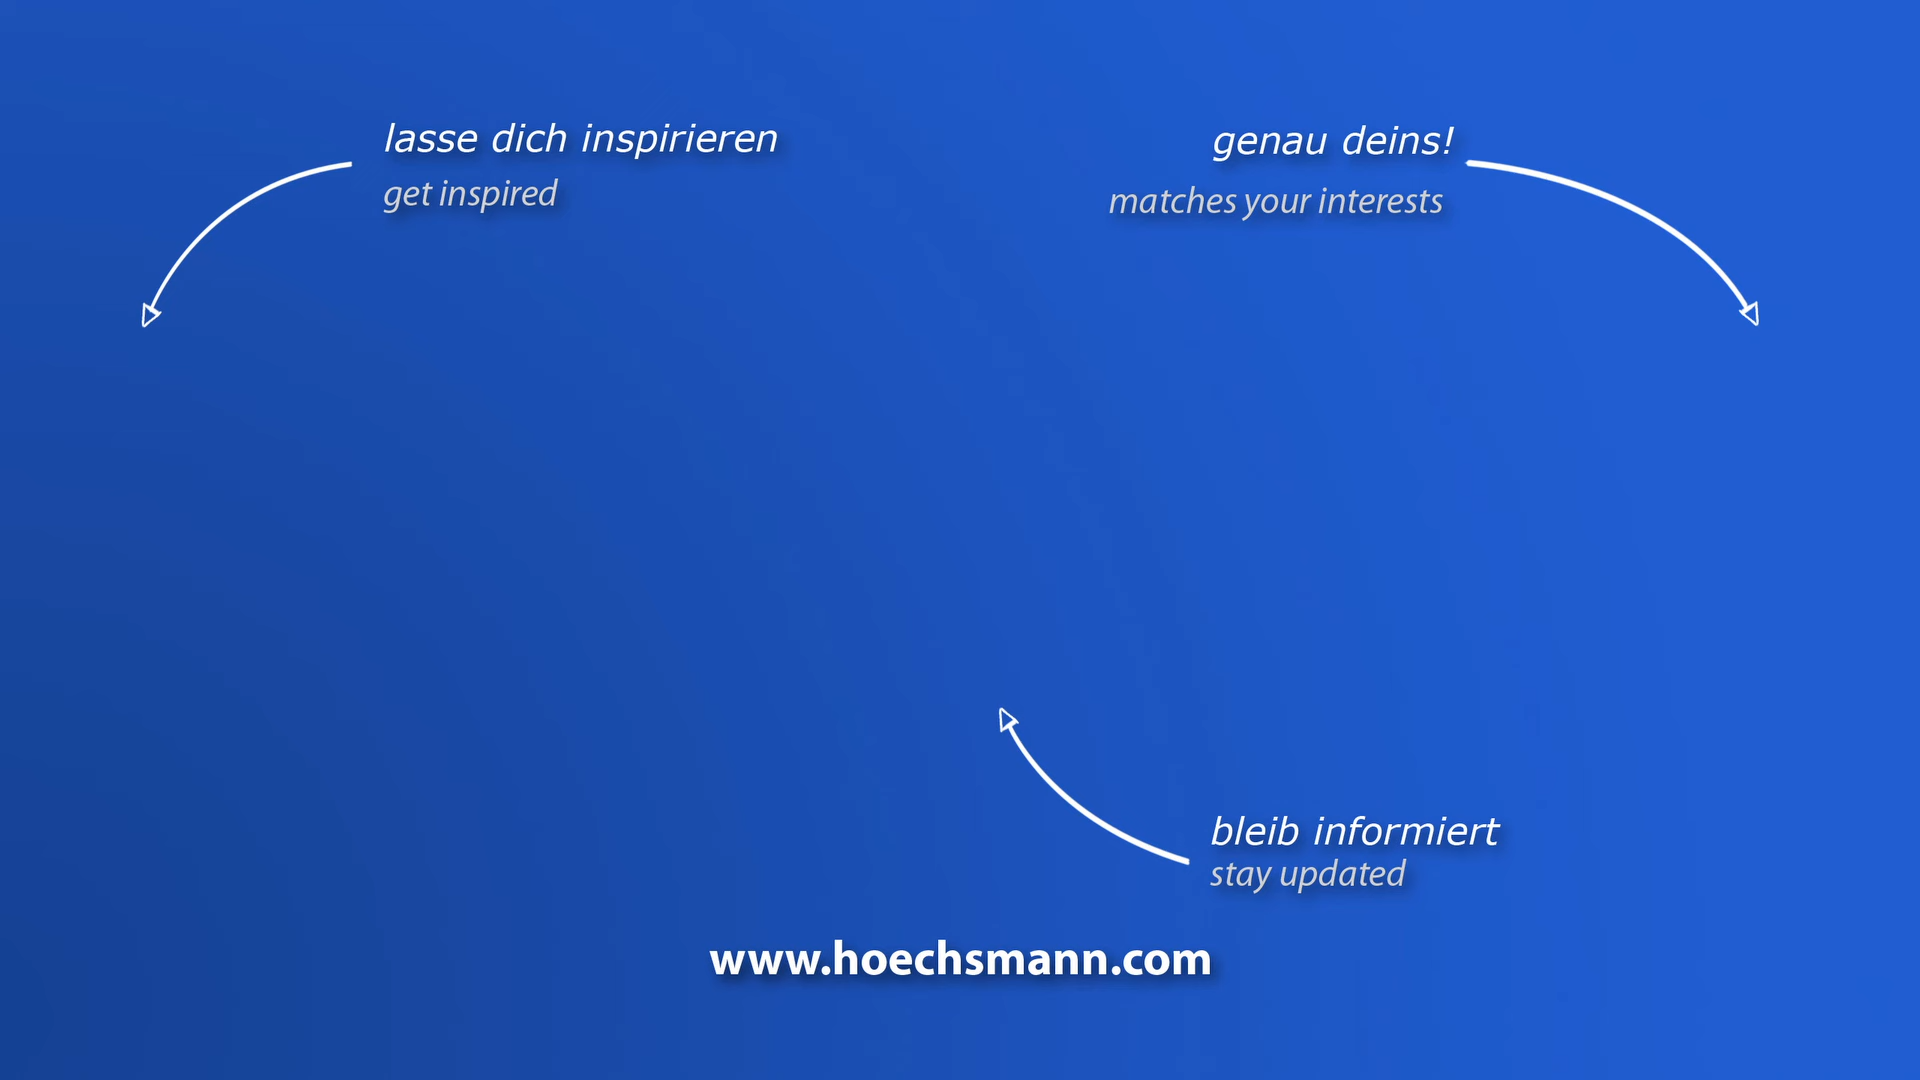 lasse dich inspirieren
get inspired
genau deins!
matches your interests
bleib informiert
stay updated
www.hoechsmann.com